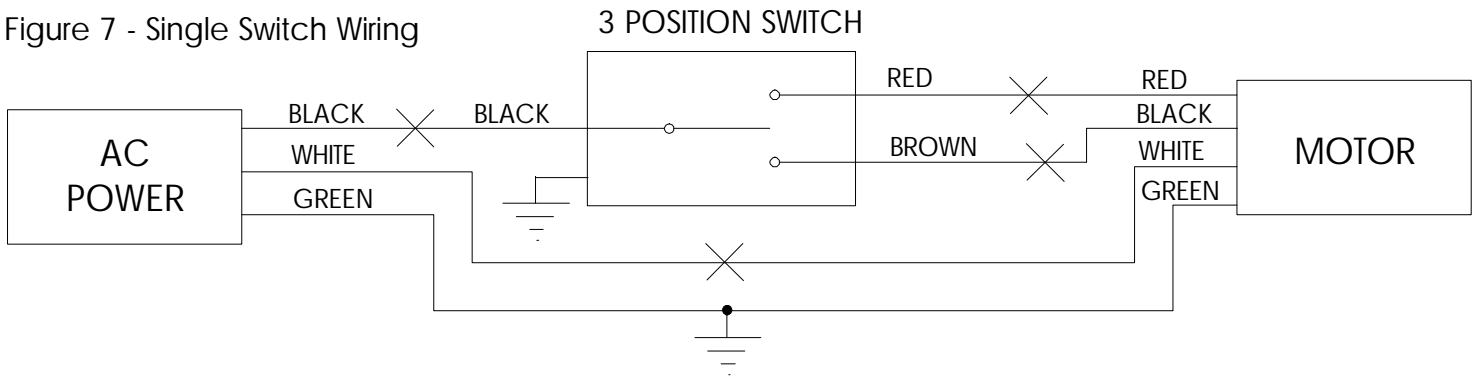 Figure 7 - Single Switch Wiring
3 POSITION SWITCH
AC
POWER
BLACK
WHITE
GREEN
BLACK
RED
BROWN
RED
BLACK
WHITE
GREEN
MOTOR